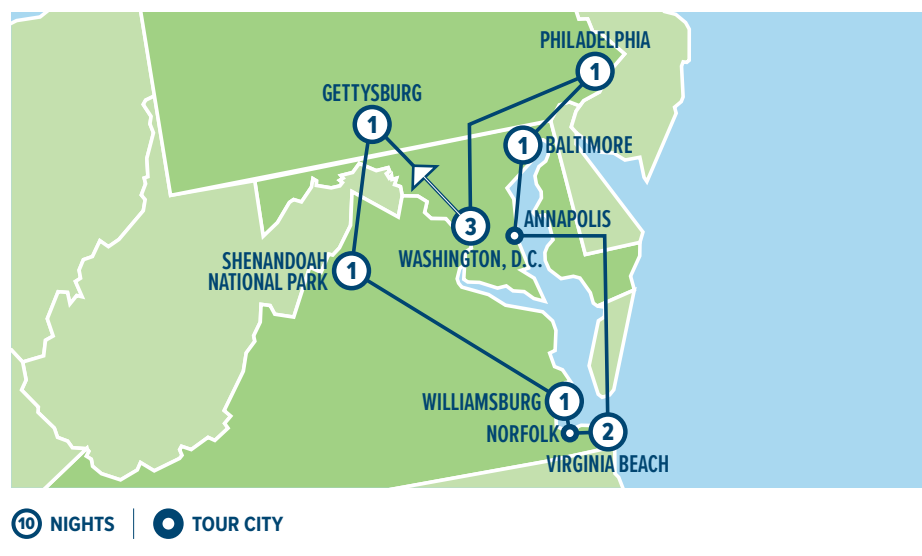 PHILADELPHIA
1
GETTYSBURG
1
1 BALTIMORE
ANNAPOLIS
3
WASHINGTON, D.C.
SHENANDOAH
NATIONAL PARK
1
WILLIAMSBURG 1
NORFOLK
2
VIRGINIA BEACH
10 NIGHTS
TOUR CITY